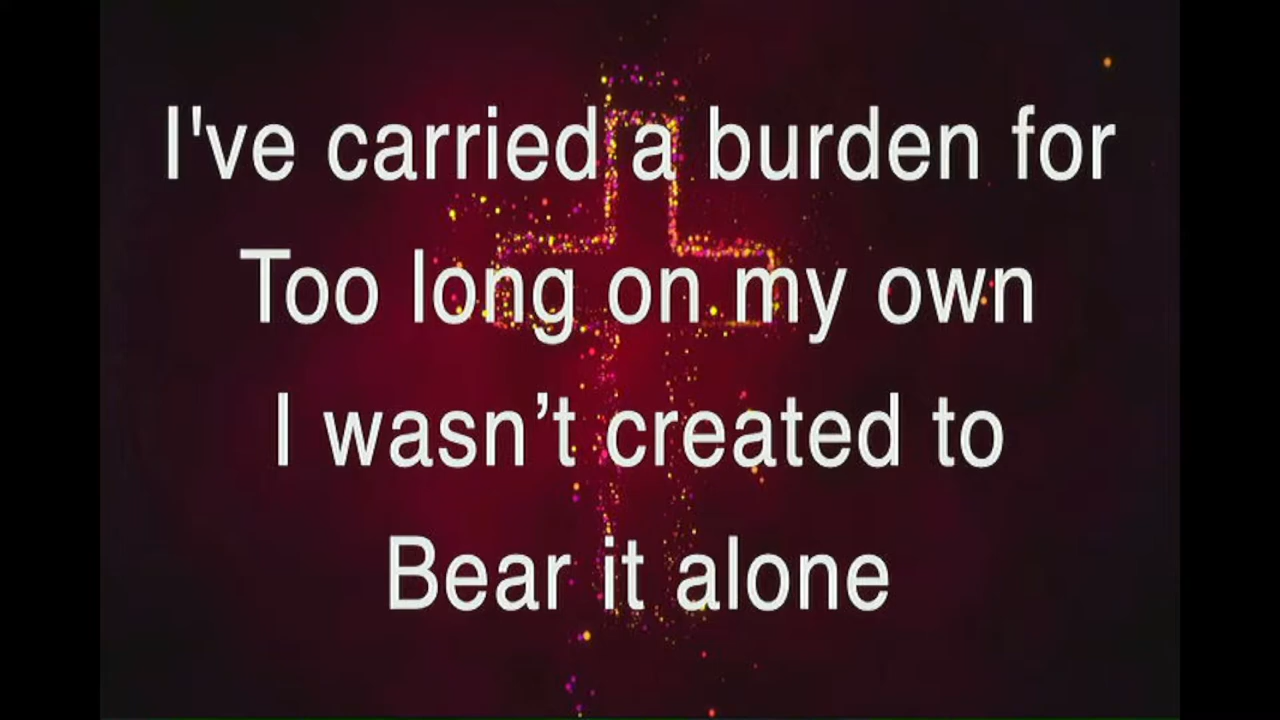 I've carried a burden for
Too long on my own
I wasn’t created to
Bear it alone